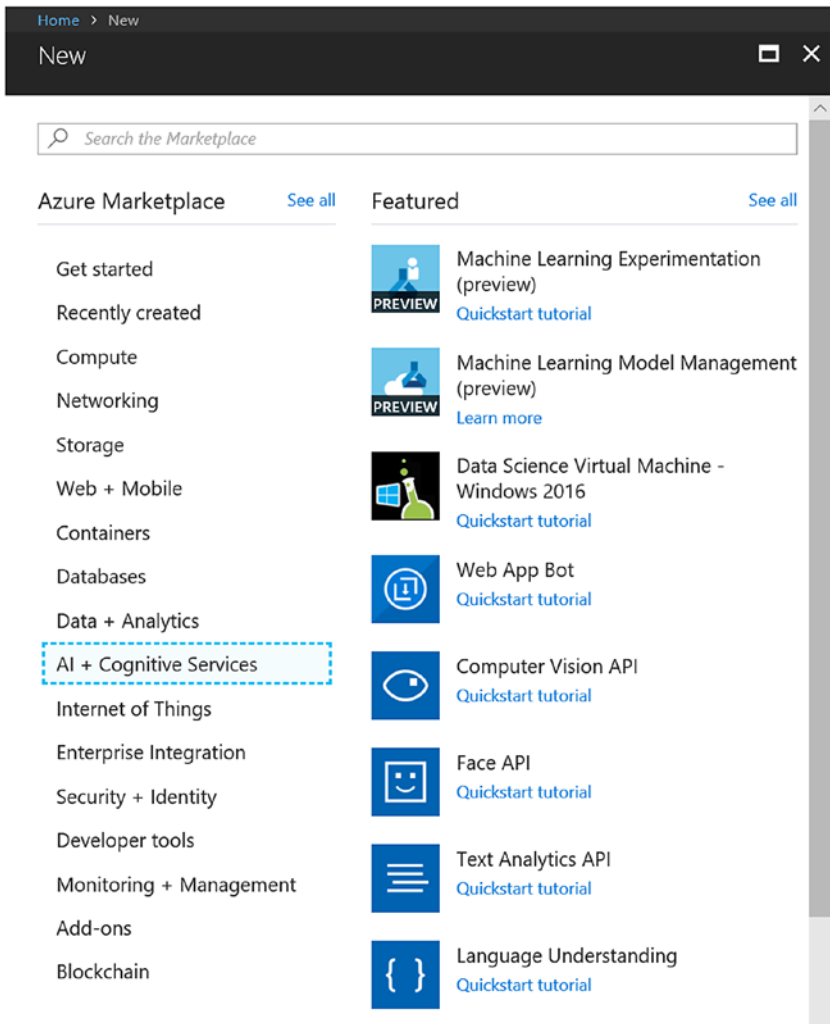 Home > New
New
Search the Marketplace
Azure Marketplace
See all
Get started
Recently created
Compute
Networking
Storage
Web + Mobile
Containers
Databases
Data + Analytics
AI + Cognitive Services
Internet of Things
Enterprise Integration
Security + Identity
Developer tools
Monitoring + Management
Add-ons
Blockchain
Featured
See all
PREVIEW
Machine Learning Experimentation
(preview)
Quickstart tutorial
PREVIEW
Machine Learning Model Management
(preview)
Learn more
Data Science Virtual Machine -
Windows 2016
Quickstart tutorial
Web App Bot
Quickstart tutorial
Computer Vision API
Quickstart tutorial
Face API
Quickstart tutorial
Text Analytics API
Quickstart tutorial
{ }
Language Understanding
Quickstart tutorial